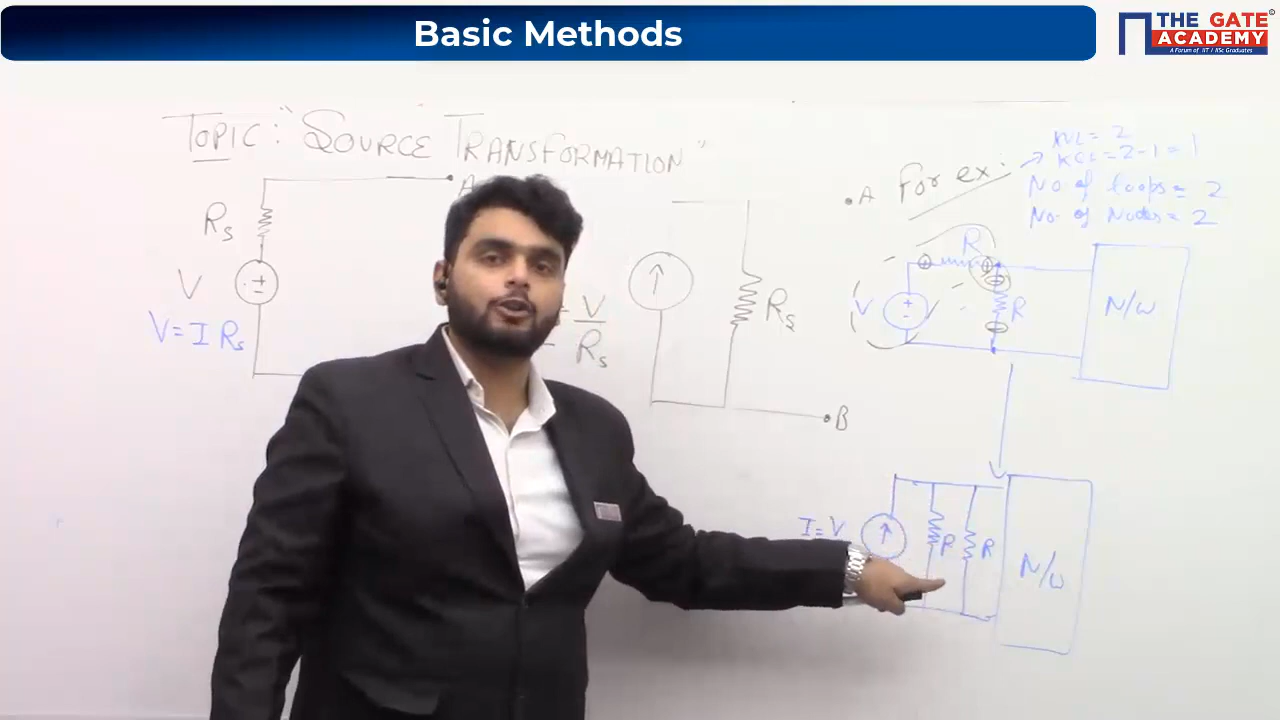 Basic Methods
THE GATE
ACADEMY
A Forum of IIT / IISc Graduates
TOPIC: "SOURCE TRANSFORMATION"
A
Rs
V
V = I Rs
+
-
= V
Rs
Rs
B
A
For ex:
KVL = 2
→ KCL = 2-1 = 1
No. of loops = 2
No. of Nodes = 2
R
V
+
-
R
N/W
I = V
R
R
N/W